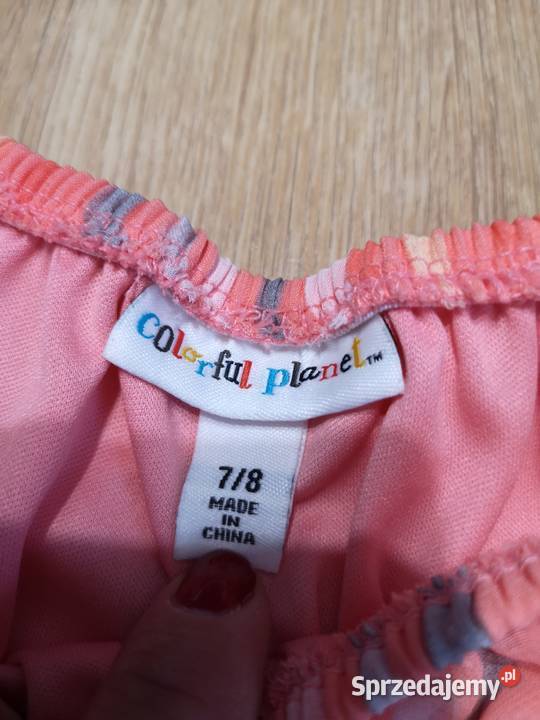 colorful planet™
7/8
MADE
IN
CHINA
Sprzedajemy.pl